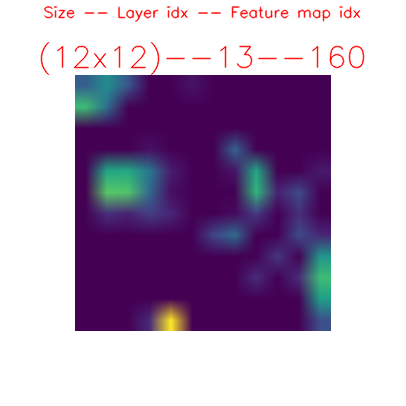 Size -- Layer idx -- Feature map idx
(12x12)--13--160